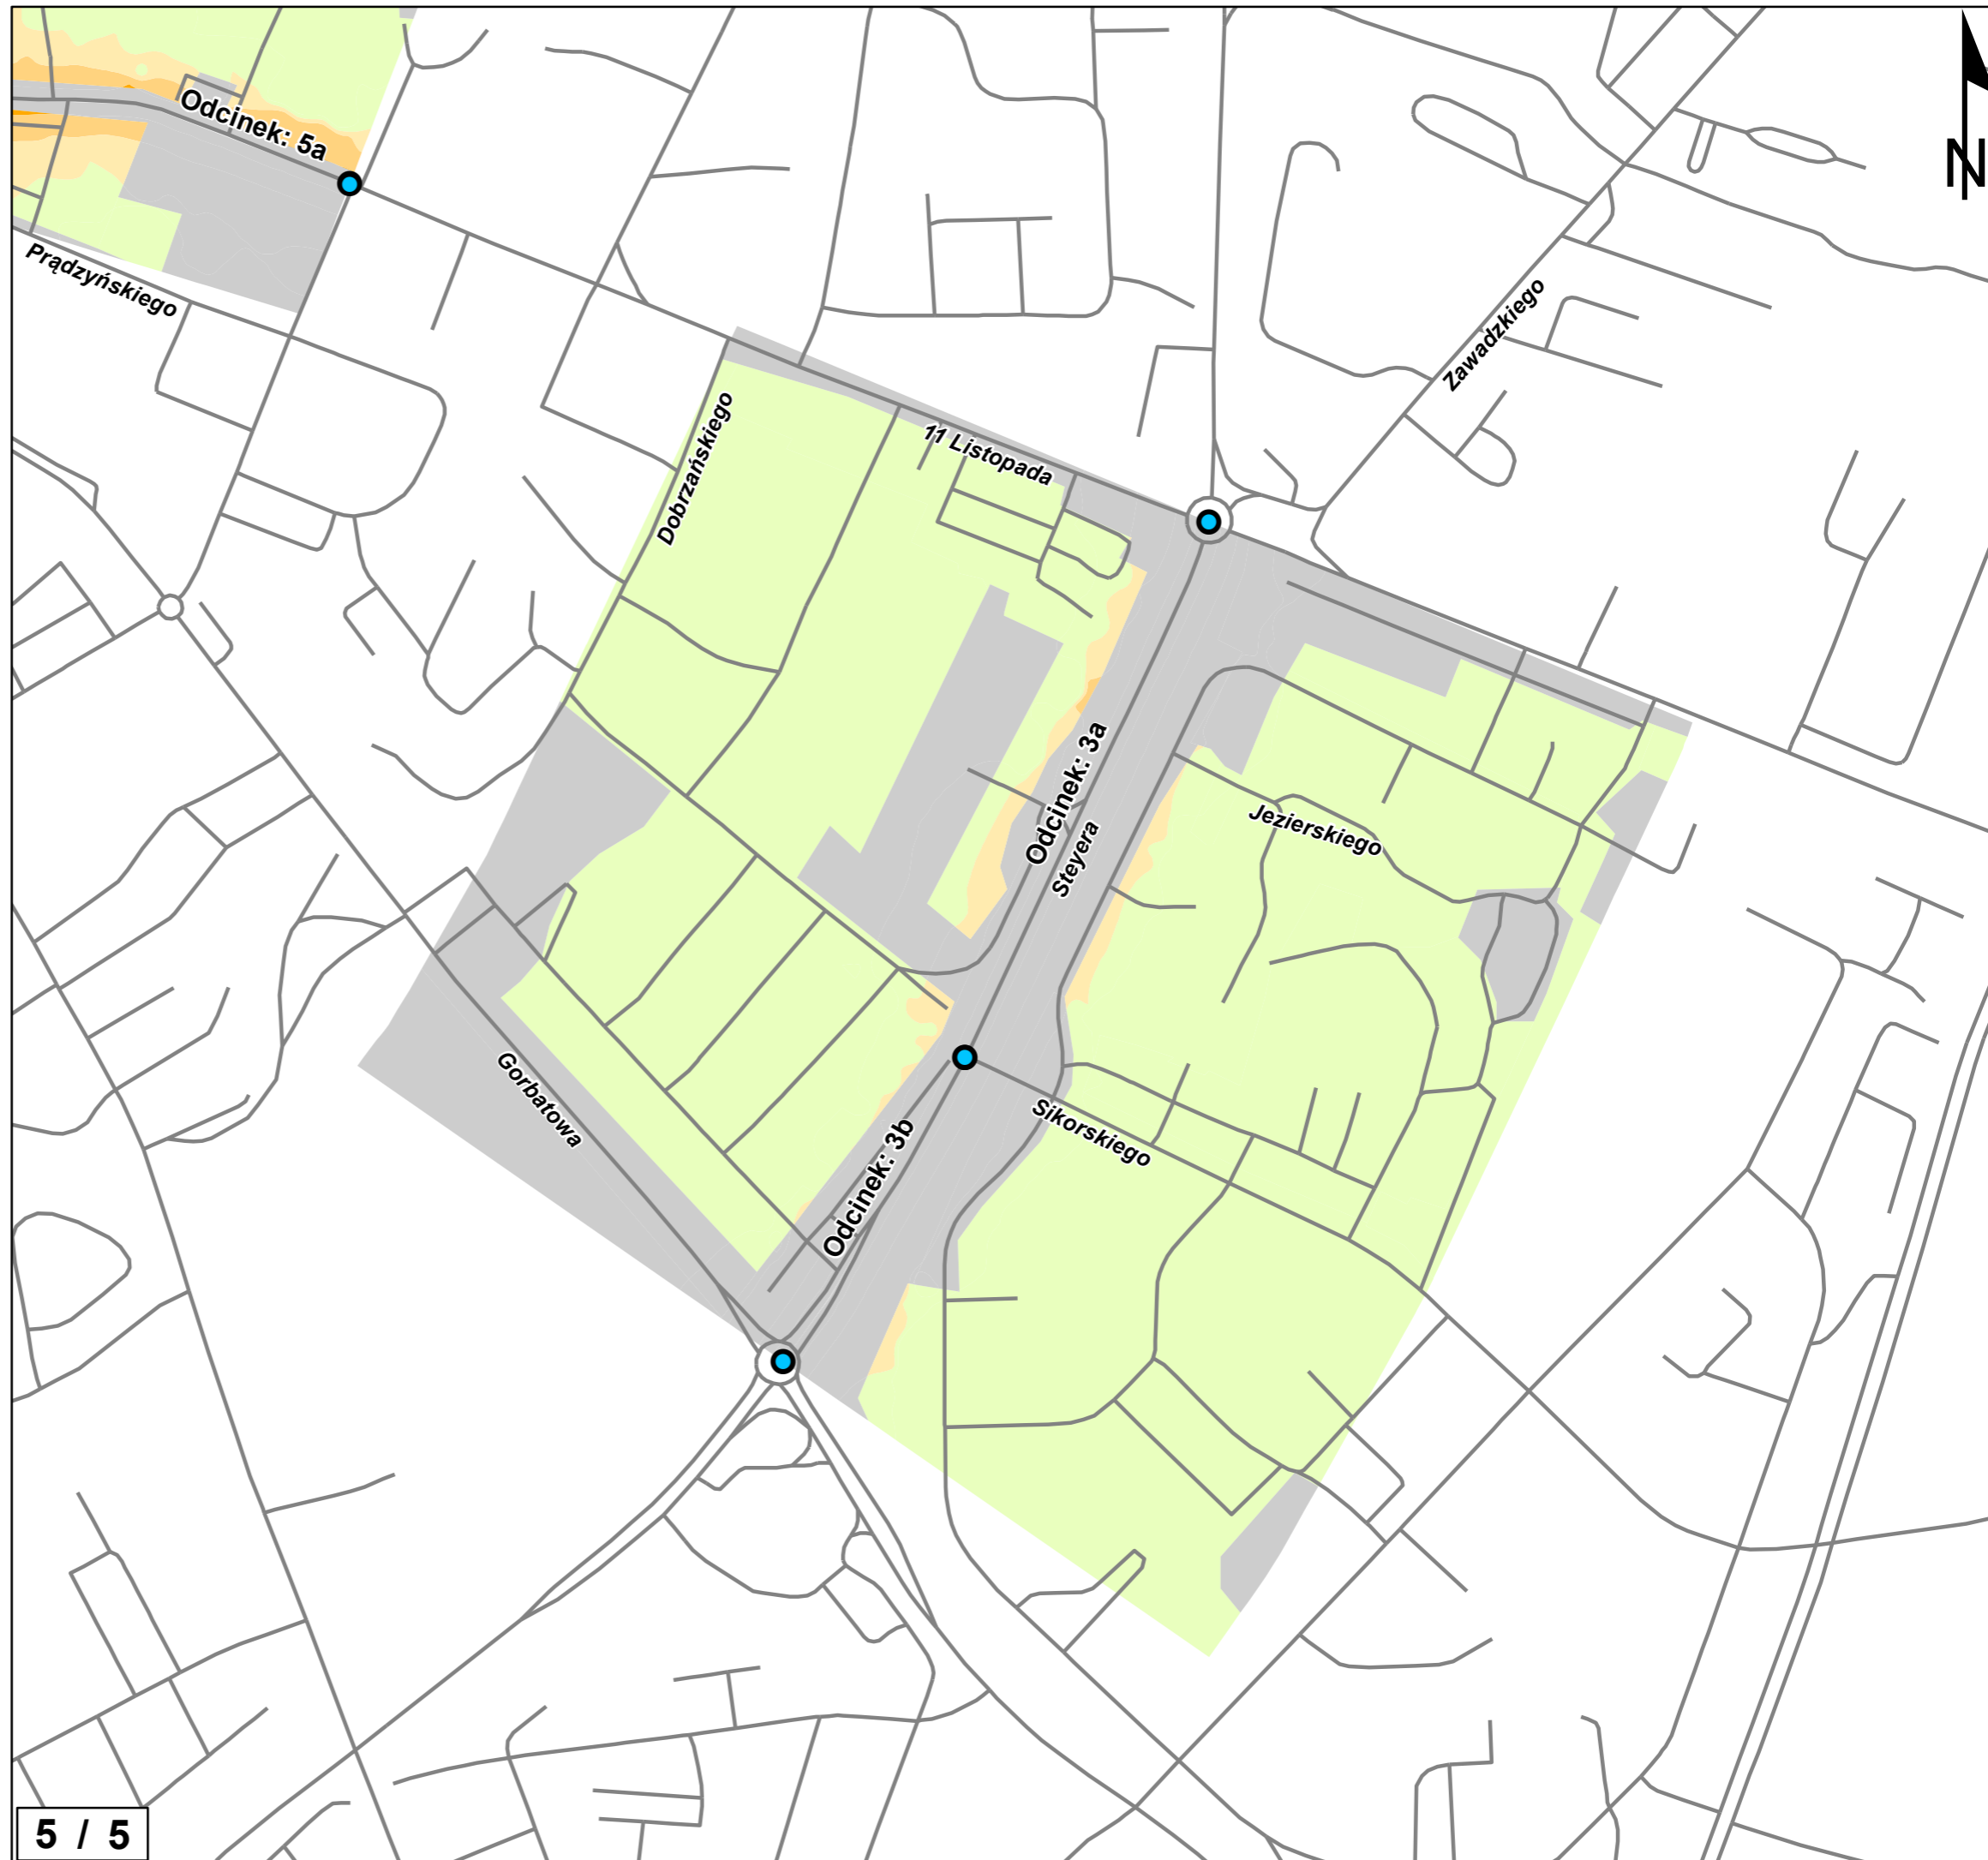 Odcinek: 5a
N
Prądzyńskiego
Zawadzkiego
Dobrzańskiego
11 Listopada
Odcinek: 3a
Steyera
Jezierskiego
Gorbatowa
Sikorskiego
Odcinek: 3b
5 / 5